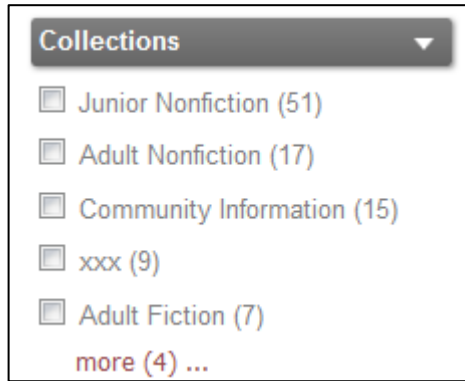 Collections
Junior Nonfiction (51)
Adult Nonfiction (17)
Community Information (15)
xxx (9)
Adult Fiction (7)
more (4) ...